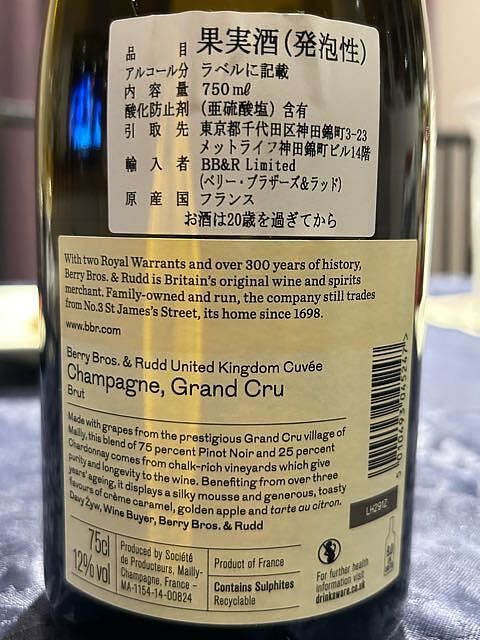 品 目 果実酒(発泡性)
アルコール分 ラベルに記載
内 容 量 750mℓ
酸化防止剤 (亜硫酸塩) 含有
引 取 先 東京都千代田区神田錦町3-23
メットライフ神田錦町ビル14階
輸 入 者 BB&R Limited
(ベリー・ブラザーズ&ラッド)
原 産 国 フランス
お酒は20歳を過ぎてから
With two Royal Warrants and over 300 years of history,
Berry Bros. & Rudd is Britain's original wine and spirits
merchant. Family-owned and run, the company still trades
from No.3 St James's Street, its home since 1698.
www.bbr.com
Berry Bros. & Rudd United Kingdom Cuvée
Champagne, Grand Cru
Brut
Made with grapes from the prestigious Grand Cru village of
Mailly, this blend of 75 percent Pinot Noir and 25 percent
Chardonnay comes from chalk-rich vineyards which give
purity and longevity to the wine. Benefiting from over three
years' ageing, it displays a silky mousse and generous, toasty
flavours of crème caramel, golden apple and tarte au citron.
Davy Żyw, Wine Buyer, Berry Bros. & Rudd
LH2912
75cl
12% vol
Produced by Société
de Producteurs, Mailly-
Champagne, France –
MA-1154-14-00824
Product of France
Contains Sulphites
Recyclable
For further health
information visit
drinkaware.co.uk